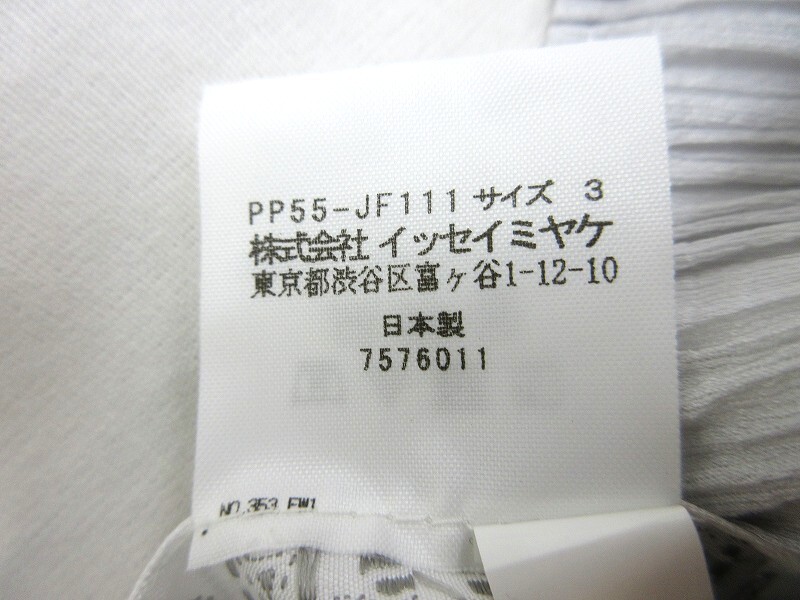 PP55-JF111 サイズ 3
株式会社 イッセイミヤケ
東京都渋谷区富ヶ谷1-12-10
日本製
7576011
NO.353